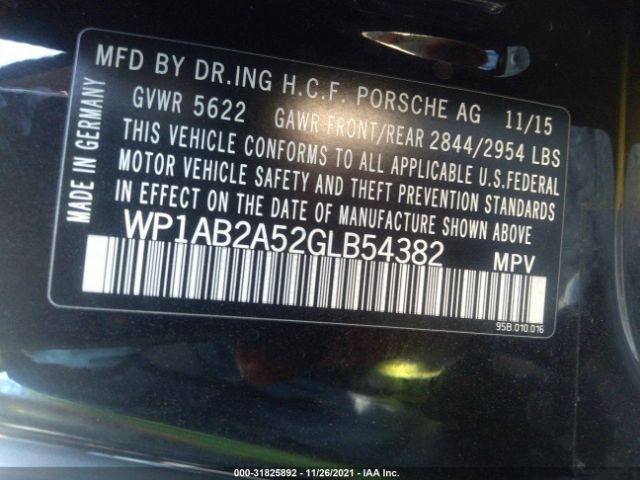 MFD BY DR.ING H.C.F. PORSCHE AG 11/15
GVWR 5622 GAWR FRONT/REAR 2844/2954 LBS
THIS VEHICLE CONFORMS TO ALL APPLICABLE U.S.FEDERAL
MOTOR VEHICLE SAFETY AND THEFT PREVENTION STANDARDS
IN EFFECT ON THE DATE OF MANUFACTURE SHOWN ABOVE
WP1AB2A52GLB54382 MPV
95B.010.016
MADE IN GERMANY
000-31825892 - 11/26/2021 - IAA Inc.